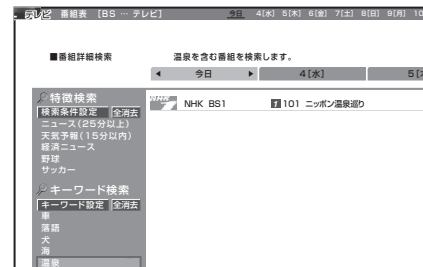 テレビ 番組表 [BS … テレビ] 今日 4[水] 5[木] 6[金] 7[土] 8[日] 9[月] 10
■番組詳細検索 温泉を含む番組を検索します。
◀ 今日 ▶ 4[水] 5[木
特徴検索
検索条件設定 全消去
ニュース(25分以上)
天気予報(15分以内)
経済ニュース
野球
サッカー
キーワード検索
キーワード設定 全消去
車
落語
犬
海
温泉
NHK BS1 1 101 ニッポン温泉巡り